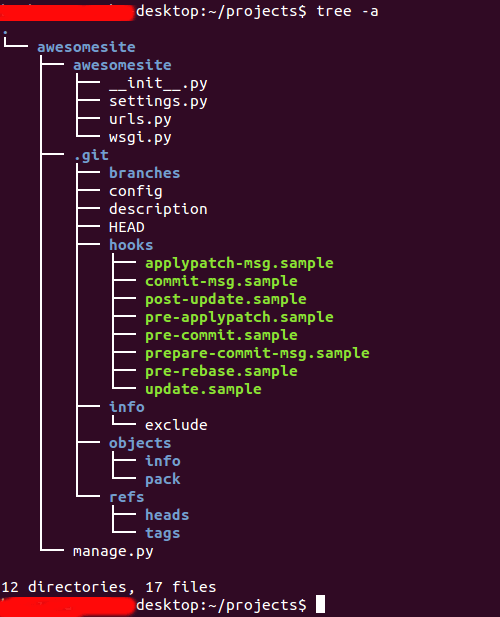 desktop:~/projects$ tree -a
.
└── awesomesite
    ├── awesomesite
    │   ├── __init__.py
    │   ├── settings.py
    │   ├── urls.py
    │   └── wsgi.py
    ├── .git
    │   ├── branches
    │   ├── config
    │   ├── description
    │   ├── HEAD
    │   ├── hooks
    │   │   ├── applypatch-msg.sample
    │   │   ├── commit-msg.sample
    │   │   ├── post-update.sample
    │   │   ├── pre-applypatch.sample
    │   │   ├── pre-commit.sample
    │   │   ├── prepare-commit-msg.sample
    │   │   ├── pre-rebase.sample
    │   │   └── update.sample
    │   ├── info
    │   │   └── exclude
    │   ├── objects
    │   │   ├── info
    │   │   └── pack
    │   └── refs
    │       ├── heads
    │       └── tags
    └── manage.py

12 directories, 17 files
desktop:~/projects$